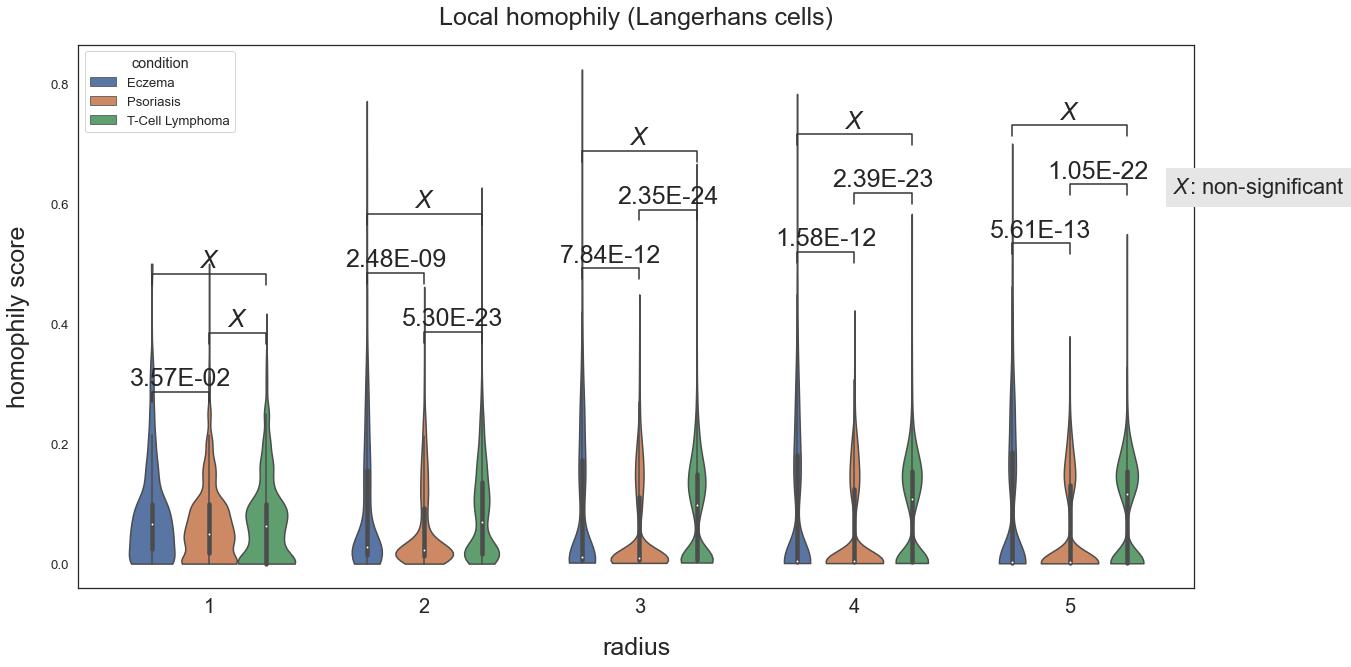 Local homophily (Langerhans cells)
homophily score
0.8
0.6
0.4
0.2
0.0
condition
Eczema
Psoriasis
T-Cell Lymphoma
X
X
3.57E-02
X
2.48E-09
5.30E-23
X
2.35E-24
7.84E-12
X
2.39E-23
1.58E-12
X
1.05E-22
5.61E-13
X: non-significant
1 2 3 4 5
radius